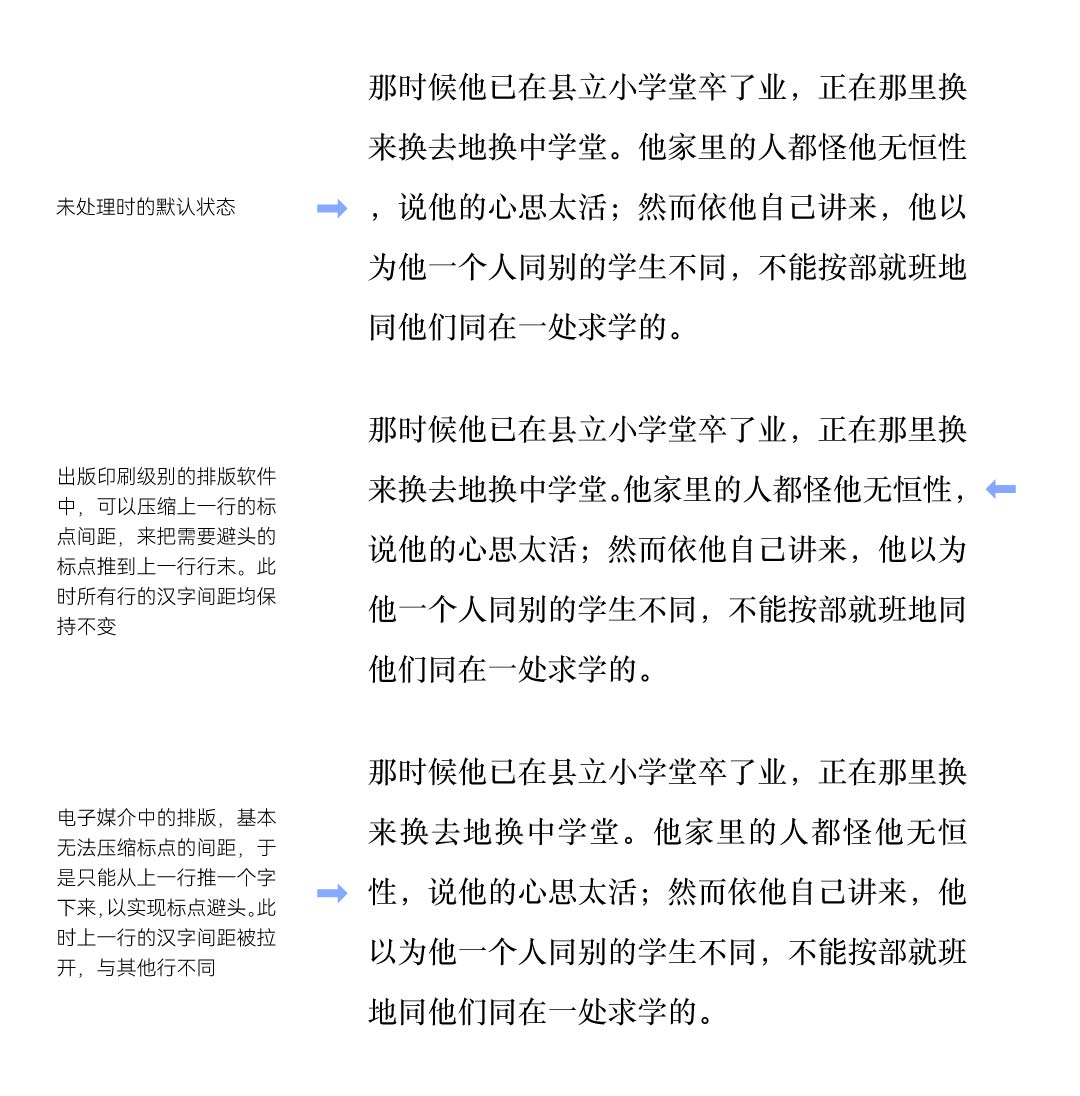 未处理时的默认状态
那时候他已在县立小学堂卒了业，正在那里换
来换去地换中学堂。他家里的人都怪他无恒性
，说他的心思太活；然而依他自己讲来，他以
为他一个人同别的学生不同，不能按部就班地
同他们同在一处求学的。
出版印刷级别的排版软件
中，可以压缩上一行的标
点间距，来把需要避头的
标点推到上一行行末。此
时所有行的汉字间距均保
持不变
那时候他已在县立小学堂卒了业，正在那里换
来换去地换中学堂。他家里的人都怪他无恒性，
说他的心思太活；然而依他自己讲来，他以为
他一个人同别的学生不同，不能按部就班地同
他们同在一处求学的。
电子媒介中的排版，基本
无法压缩标点的间距，于
是只能从上一行推一个字
下来，以实现标点避头。此
时上一行的汉字间距被拉
开，与其他行不同
那时候他已在县立小学堂卒了业，正在那里换
来换去地换中学堂。他家里的人都怪他无恒
性，说他的心思太活；然而依他自己讲来，他
以为他一个人同别的学生不同，不能按部就班
地同他们同在一处求学的。